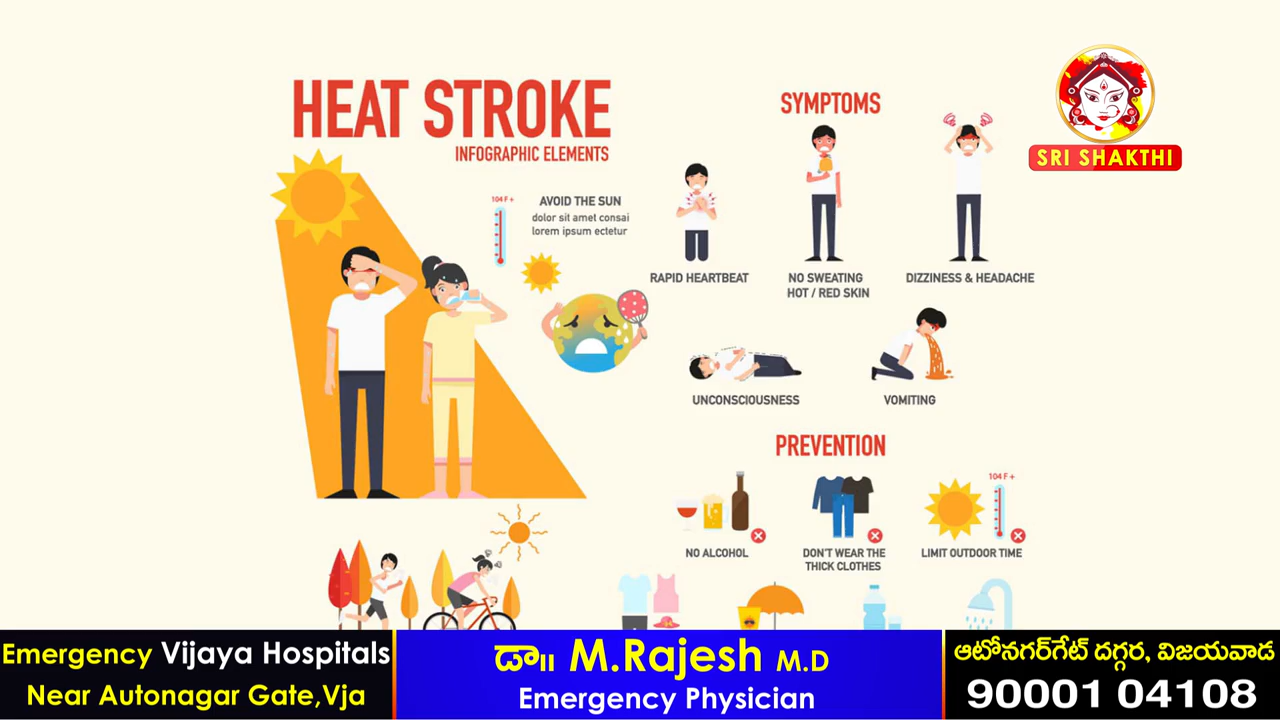 HEAT STROKE
INFOGRAPHIC ELEMENTS
104 F +
AVOID THE SUN
dolor sit amet consai
lorem ipsum ectetur
SYMPTOMS
SRI SHAKTHI
RAPID HEARTBEAT
NO SWEATING
HOT / RED SKIN
DIZZINESS & HEADACHE
UNCONSCIOUSNESS
VOMITING
PREVENTION
104 F +
NO ALCOHOL
DON'T WEAR THE
THICK CLOTHES
LIMIT OUTDOOR TIME
Emergency Vijaya Hospitals
Near Autonagar Gate,Vja
డా॥ M.Rajesh M.D
Emergency Physician
ఆటోనగర్‌గేట్ దగ్గర, విజయవాడ
90001 04108